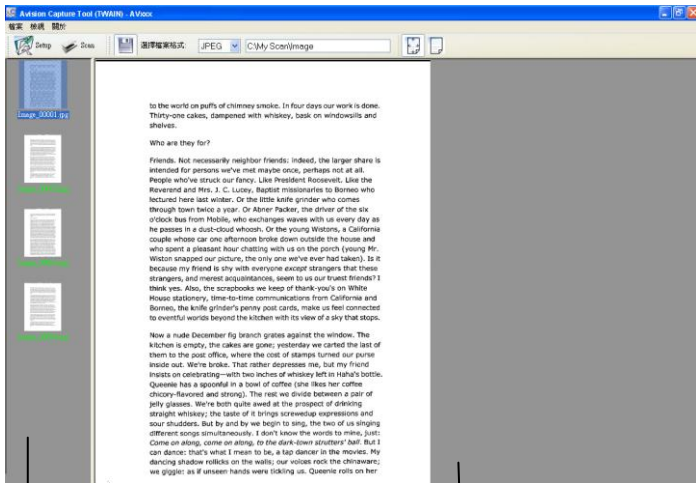 Avision Capture Tool (TWAIN) - AVxxx
檔案 檢視 關於
Setup Scan 選擇檔案格式: JPEG C:\My Scan\Image
Image_00001.jpg
to the world on puffs of chimney smoke. In four days our work is done.
Thirty-one cakes, dampened with whiskey, bask on windowsills and
shelves.
Who are they for?
Friends. Not necessarily neighbor friends: indeed, the larger share is
intended for persons we've met maybe once, perhaps not at all.
People who've struck our fancy. Like President Roosevelt. Like the
Reverend and Mrs. J. C. Lucey, Baptist missionaries to Borneo who
lectured here last winter. Or the little knife grinder who comes
through town twice a year. Or Abner Packer, the driver of the six
o'clock bus from Mobile, who exchanges waves with us every day as
he passes in a dust-cloud whoosh. Or the young Wistons, a California
couple whose car one afternoon broke down outside the house and
who spent a pleasant hour chatting with us on the porch (young Mr.
Wiston snapped our picture, the only one we've ever had taken). Is it
because my friend is shy with everyone except strangers that these
strangers, and merest acquaintances, seem to us our truest friends? I
think yes. Also, the scrapbooks we keep of thank-you's on White
House stationery, time-to-time communications from California and
Borneo, the knife grinder's penny post cards, make us feel connected
to eventful worlds beyond the kitchen with its view of a sky that stops.
Now a nude December fig branch grates against the window. The
kitchen is empty, the cakes are gone; yesterday we carted the last of
them to the post office, where the cost of stamps turned our purse
inside out. We're broke. That rather depresses me, but my friend
insists on celebrating—with two inches of whiskey left in Haha's bottle.
Queenie has a spoonful in a bowl of coffee (she likes her coffee
chicory-flavored and strong). The rest we divide between a pair of
jelly glasses. We're both quite awed at the prospect of drinking
straight whiskey; the taste of it brings screwedup expressions and
sour shudders. But by and by we begin to sing, the two of us singing
different songs simultaneously. I don't know the words to mine, just:
Come on along, come on along, to the dark-town strutters' ball. But I
can dance: that's what I mean to be, a tap dancer in the movies. My
dancing shadow rollicks on the walls; our voices rock the chinaware;
we giggle: as if unseen hands were tickling us. Queenie rolls on her